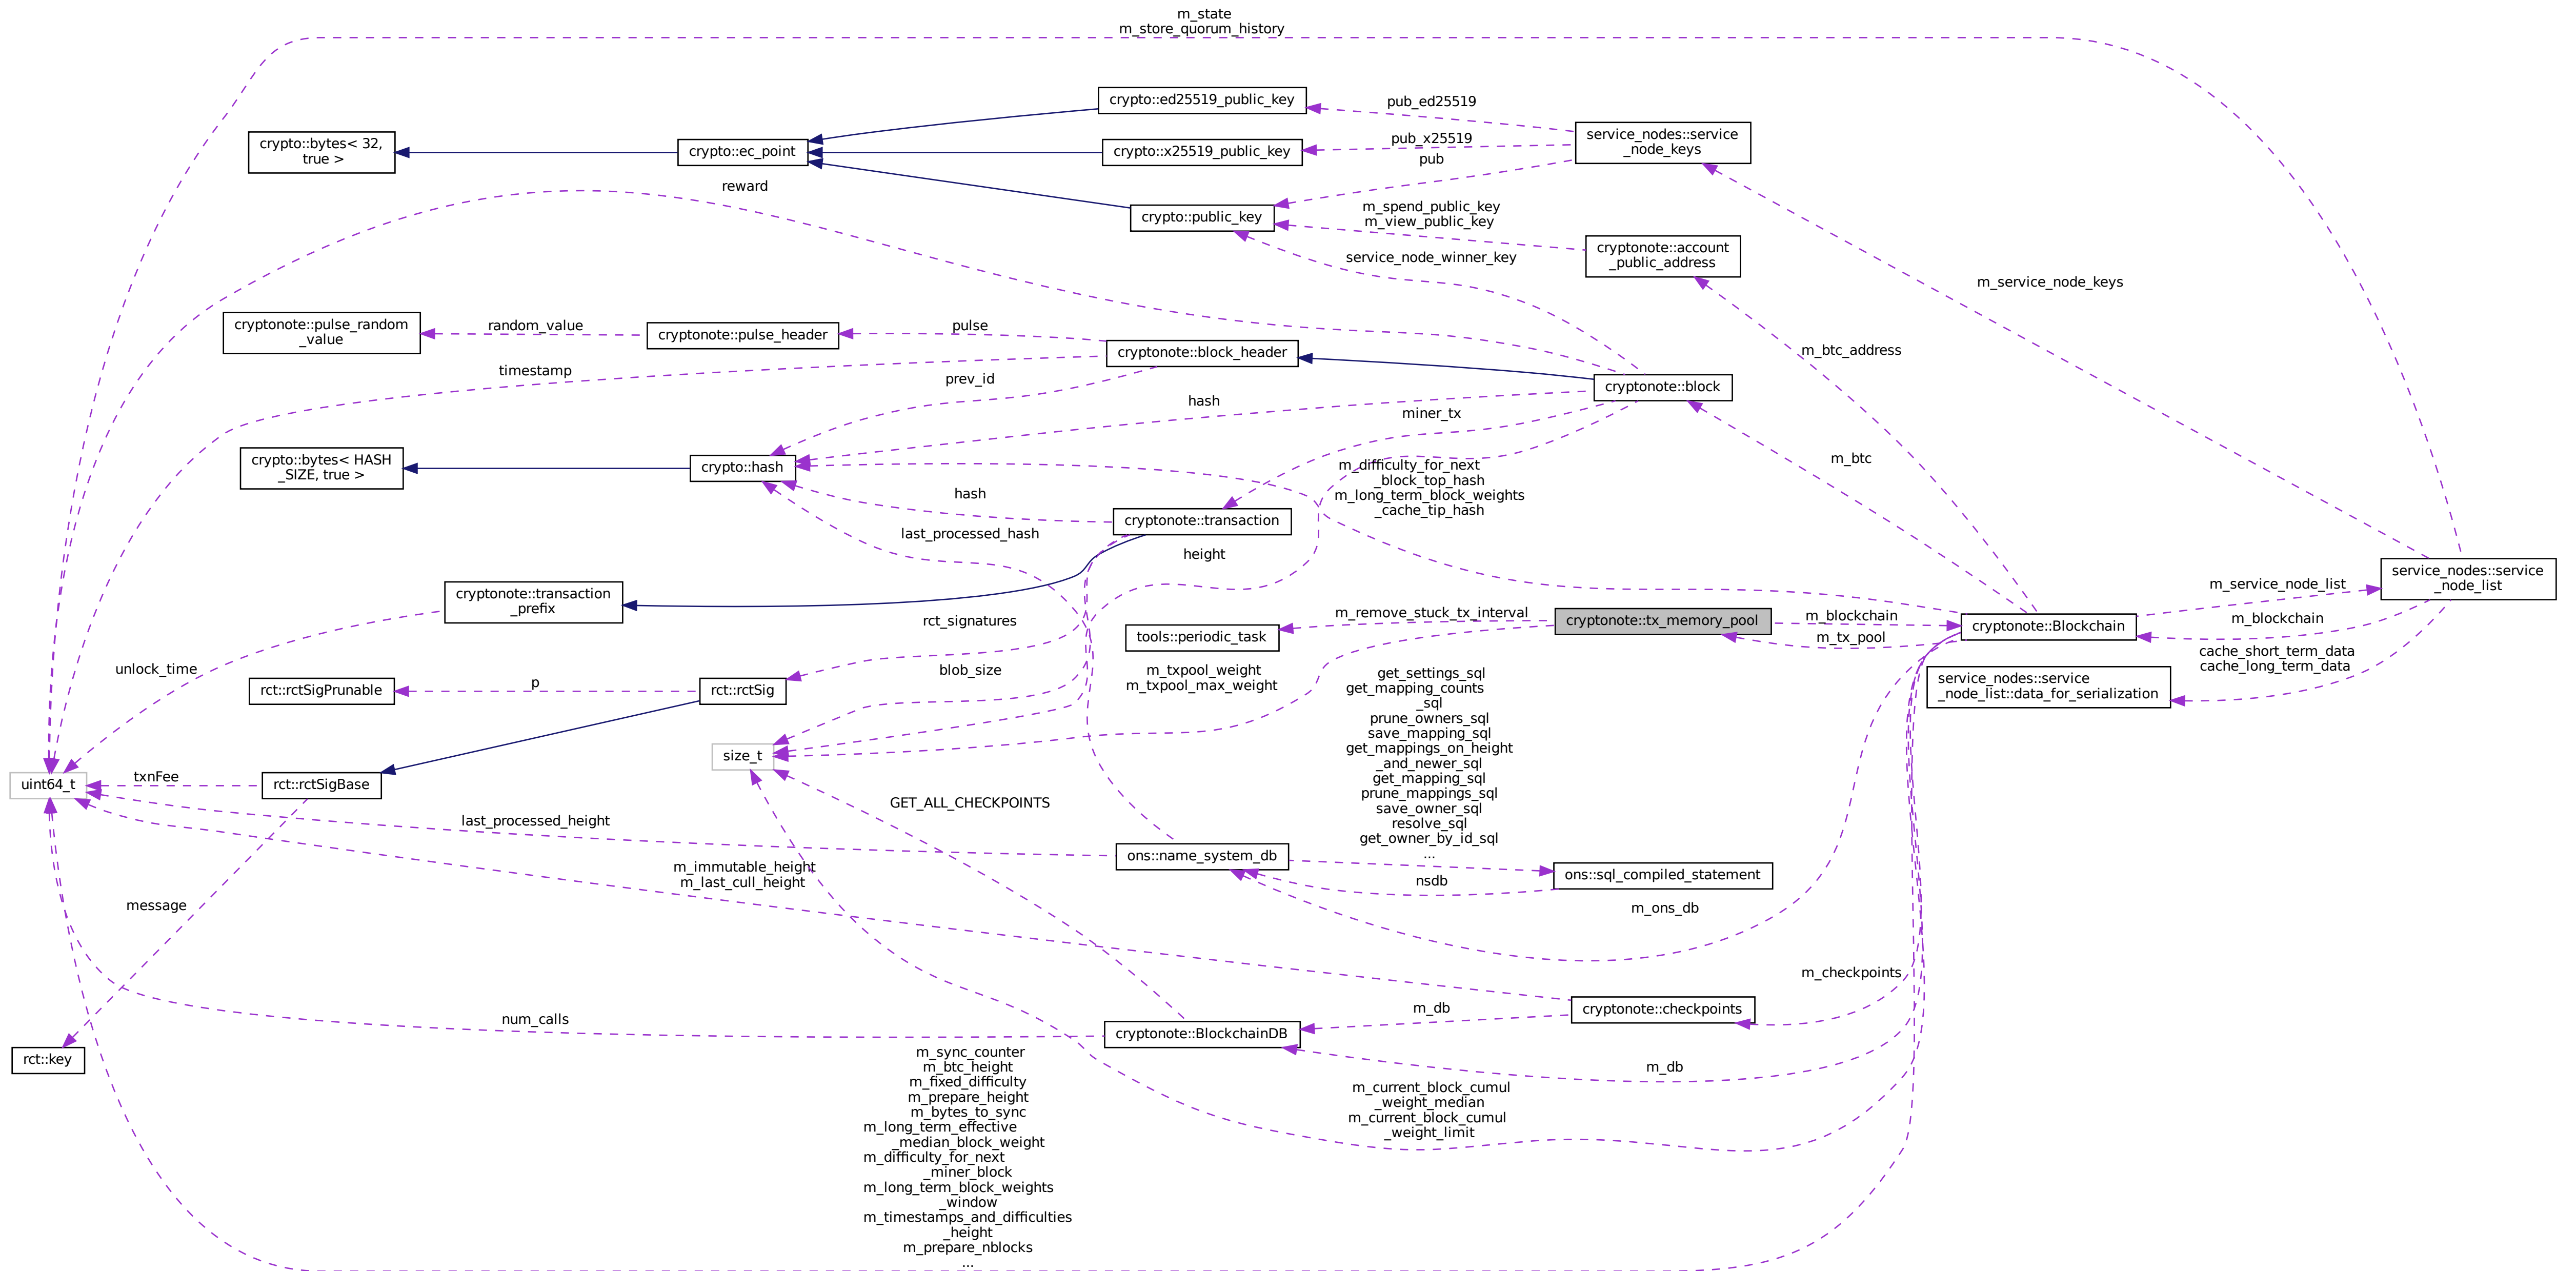 m_state
m_store_quorum_history
crypto::ed25519_public_key
pub_ed25519
crypto::bytes< 32,
true >
crypto::ec_point
crypto::x25519_public_key
pub_x25519
service_nodes::service
_node_keys
pub
reward
crypto::public_key
m_spend_public_key
m_view_public_key
cryptonote::account
_public_address
service_node_winner_key
m_service_node_keys
cryptonote::pulse_random
_value
random_value
cryptonote::pulse_header
pulse
cryptonote::block_header
m_btc_address
timestamp
prev_id
cryptonote::block
hash
miner_tx
crypto::bytes< HASH
_SIZE, true >
crypto::hash
m_difficulty_for_next
_block_top_hash
m_long_term_block_weights
_cache_tip_hash
m_btc
hash
cryptonote::transaction
last_processed_hash
height
cryptonote::transaction
_prefix
rct_signatures
m_remove_stuck_tx_interval
tools::periodic_task
cryptonote::tx_memory_pool
m_blockchain
m_tx_pool
cryptonote::Blockchain
m_service_node_list
m_blockchain
service_nodes::service
_node_list
cache_short_term_data
cache_long_term_data
service_nodes::service
_node_list::data_for_serialization
unlock_time
rct::rctSigPrunable
p
rct::rctSig
blob_size
m_txpool_weight
m_txpool_max_weight
get_settings_sql
get_mapping_counts
_sql
prune_owners_sql
save_mapping_sql
get_mappings_on_height
_and_newer_sql
get_mapping_sql
prune_mappings_sql
save_owner_sql
resolve_sql
get_owner_by_id_sql
...
size_t
uint64_t
txnFee
rct::rctSigBase
GET_ALL_CHECKPOINTS
last_processed_height
ons::name_system_db
nsdb
ons::sql_compiled_statement
m_immutable_height
m_last_cull_height
message
m_ons_db
m_checkpoints
cryptonote::checkpoints
m_db
num_calls
cryptonote::BlockchainDB
rct::key
m_db
m_sync_counter
m_btc_height
m_fixed_difficulty
m_prepare_height
m_bytes_to_sync
m_long_term_effective
_median_block_weight
m_difficulty_for_next
_miner_block
m_long_term_block_weights
_window
m_timestamps_and_difficulties
_height
m_prepare_nblocks
...
m_current_block_cumul
_weight_median
m_current_block_cumul
_weight_limit